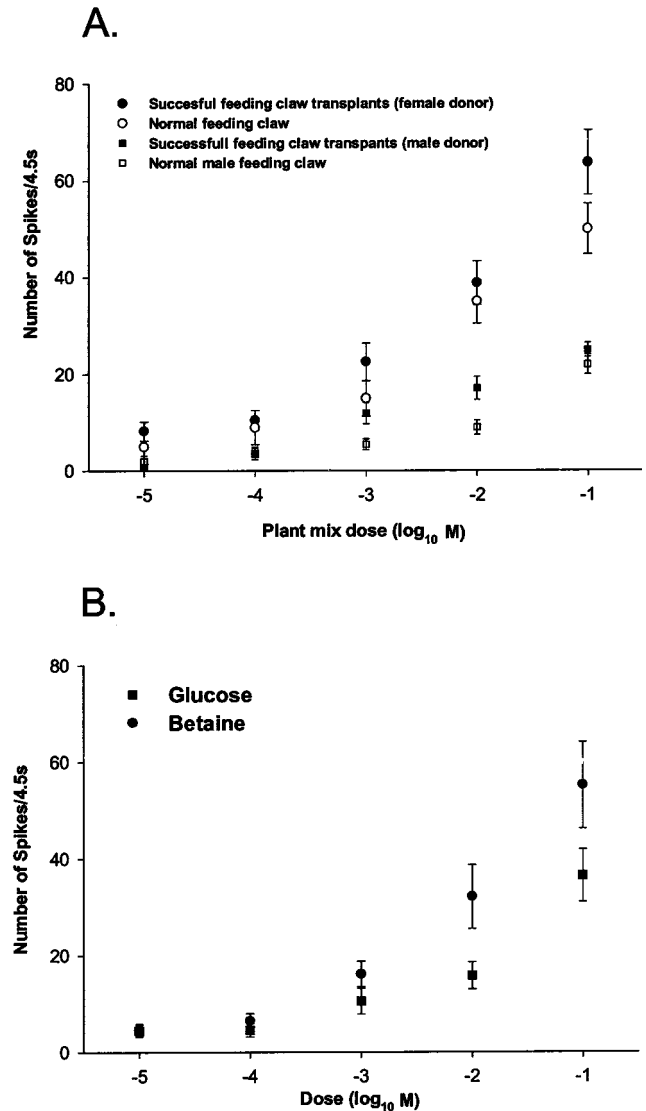 A.
80
60
40
20
0
Number of Spikes/4.5s
Succesful feeding claw transplants (female donor)
Normal feeding claw
Successfull feeding claw transpants (male donor)
Normal male feeding claw
-5 -4 -3 -2 -1
Plant mix dose (log10 M)
B.
80
60
40
20
0
Number of Spikes/4.5s
Glucose
Betaine
-5 -4 -3 -2 -1
Dose (log10 M)